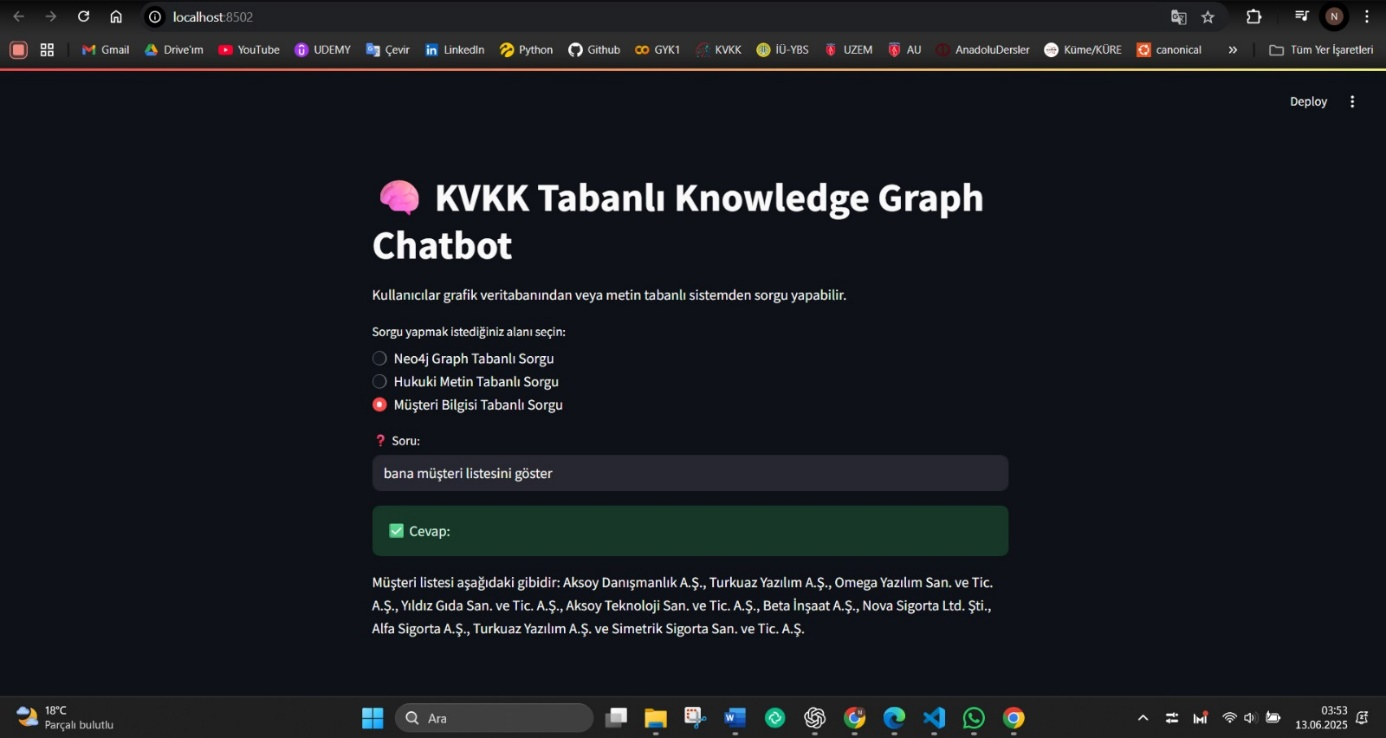 localhost:8502
Gmail
Drive'ım
YouTube
UDEMY
Çevir
LinkedIn
Python
Github
GYK1
KVKK
İÜ-YBS
UZEM
AU
AnadoluDersler
Küme/KÜRE
canonical
»
Tüm Yer İşaretleri
N
Deploy
KVKK Tabanlı Knowledge Graph
Chatbot
Kullanıcılar grafik veritabanından veya metin tabanlı sistemden sorgu yapabilir.
Sorgu yapmak istediğiniz alanı seçin:
Neo4j Graph Tabanlı Sorgu
Hukuki Metin Tabanlı Sorgu
Müşteri Bilgisi Tabanlı Sorgu
❓ Soru:
bana müşteri listesini göster
✅ Cevap:
Müşteri listesi aşağıdaki gibidir: Aksoy Danışmanlık A.Ş., Turkuaz Yazılım A.Ş., Omega Yazılım San. ve Tic.
A.Ş., Yıldız Gıda San. ve Tic. A.Ş., Aksoy Teknoloji San. ve Tic. A.Ş., Beta İnşaat A.Ş., Nova Sigorta Ltd. Şti.,
Alfa Sigorta A.Ş., Turkuaz Yazılım A.Ş. ve Simetrik Sigorta San. ve Tic. A.Ş.
18°C
Parçalı bulutlu
Ara
03:53
13.06.2025